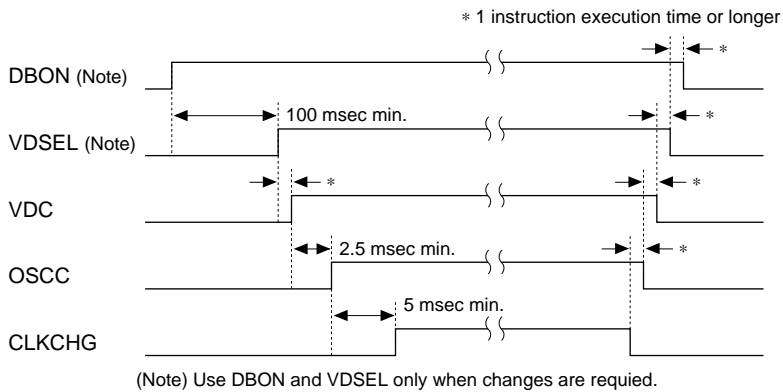 * 1 instruction execution time or longer
*
DBON (Note)
100 msec min.
*
VDSEL (Note)
* *
VDC
2.5 msec min.
*
OSCC
5 msec min.
CLKCHG
(Note) Use DBON and VDSEL only when changes are requied.